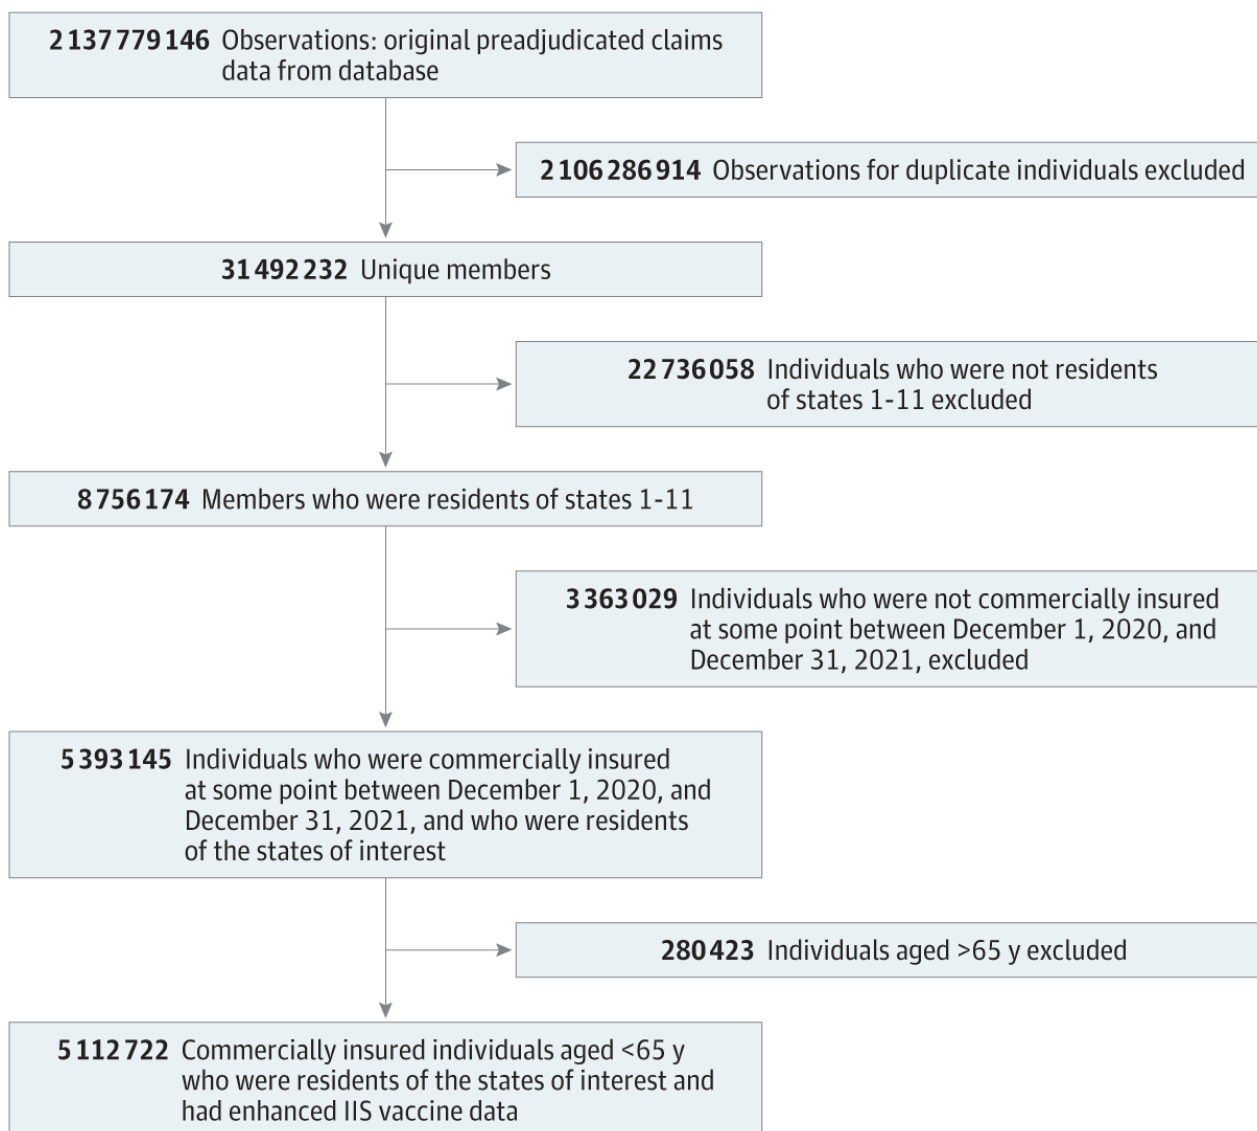 2 137 779 146 Observations: original preadjudicated claims
data from database
2 106 286 914 Observations for duplicate individuals excluded
31 492 232 Unique members
22 736 058 Individuals who were not residents
of states 1-11 excluded
8 756 174 Members who were residents of states 1-11
3 363 029 Individuals who were not commercially insured
at some point between December 1, 2020, and
December 31, 2021, excluded
5 393 145 Individuals who were commercially insured
at some point between December 1, 2020, and
December 31, 2021, and who were residents
of the states of interest
280 423 Individuals aged >65 y excluded
5 112 722 Commercially insured individuals aged <65 y
who were residents of the states of interest and
had enhanced IIS vaccine data